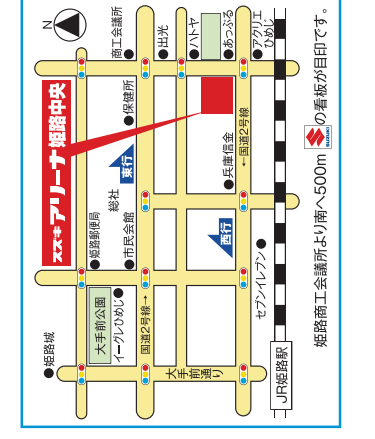 N
商工会議所
出光
ハトヤ
あっぷる
アクリエ
ひめじ
スズキアリーナ姫路中央
保健所
兵庫信金
←国道2号線
東行
総社
市民会館
姫路郵便局
西行
セブンイレブン
大手前公園
イーグレひめじ
国道2号線→
姫路城
大手前通り
JR姫路駅
姫路商工会議所より南へ500m SUZUKI の看板が目印です。